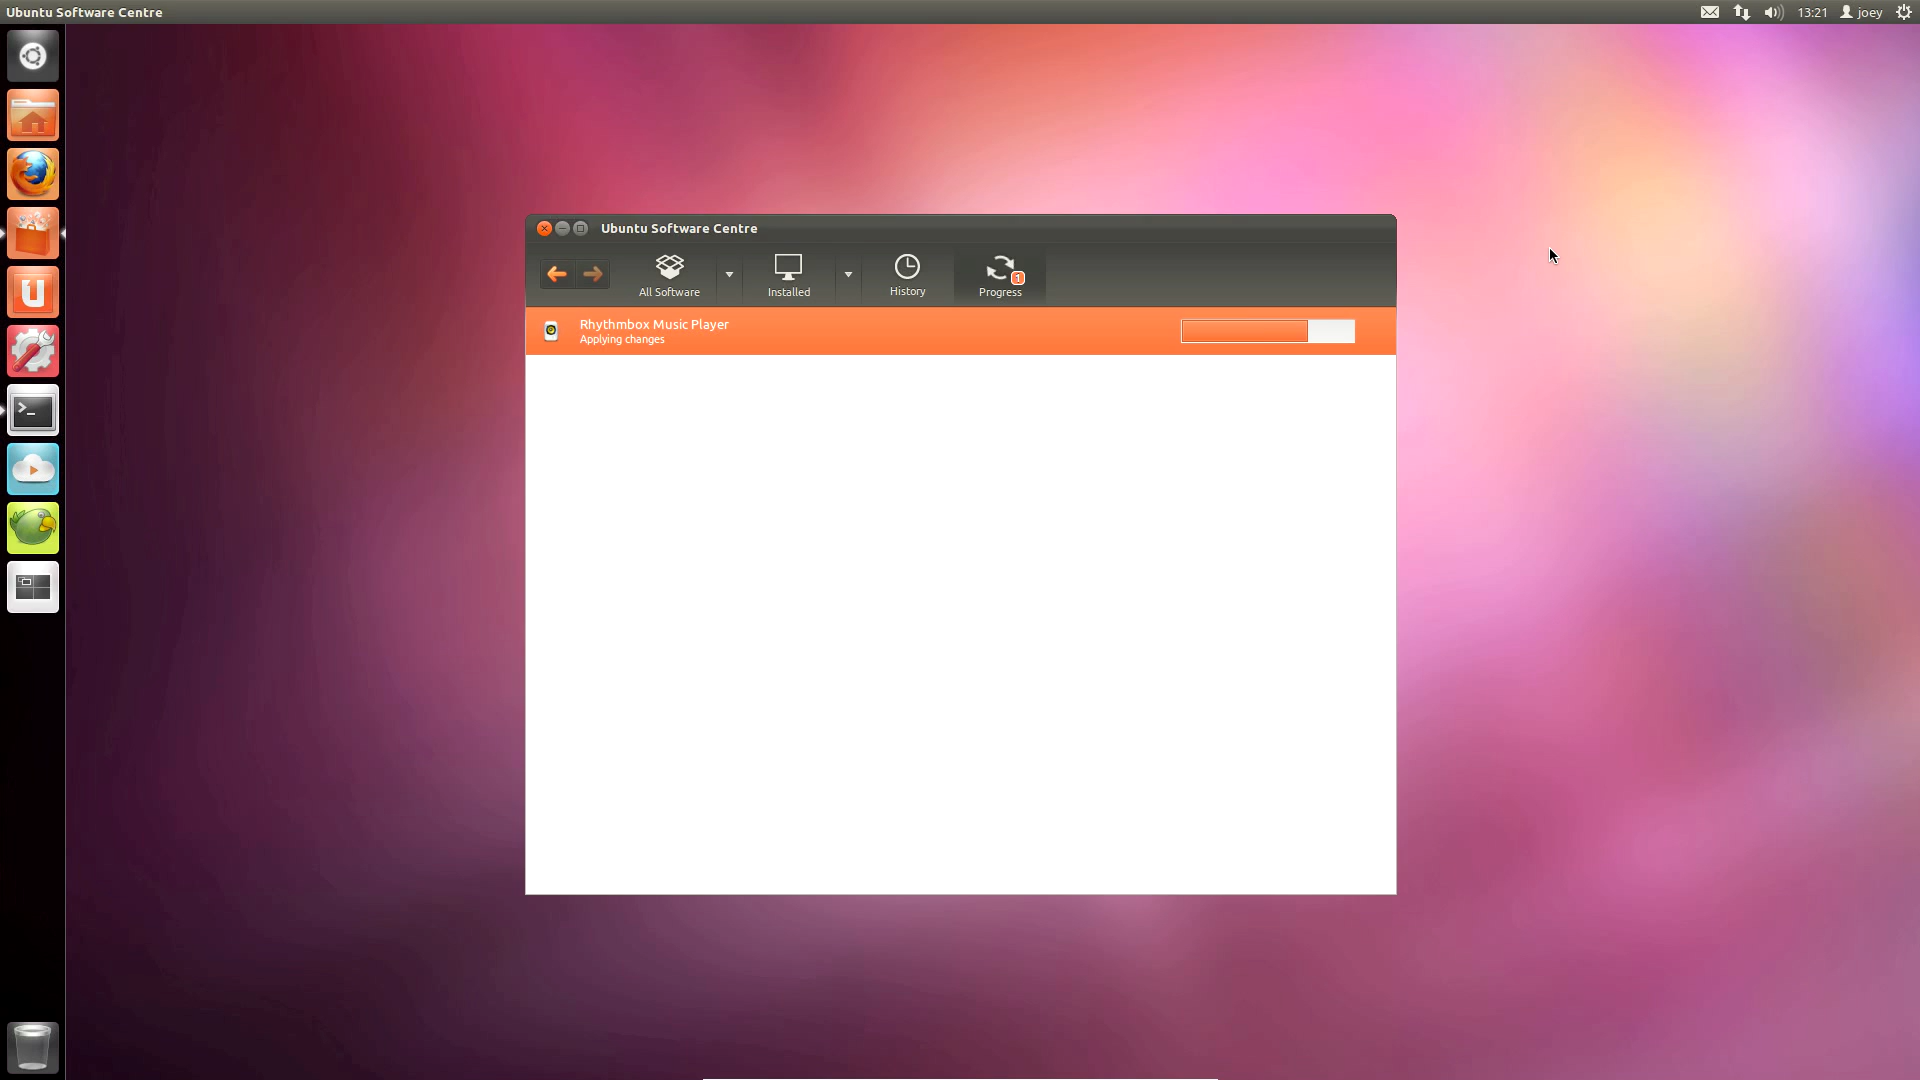 Ubuntu Software Centre
13:21
joey
Ubuntu Software Centre
All Software
Installed
History
1
Progress
Rhythmbox Music Player
Applying changes